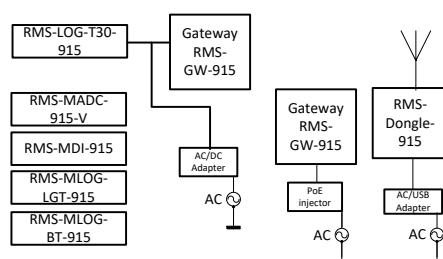 RMS-LOG-T30-
915
Gateway
RMS-
GW-915
RMS-MADC-
915-V
RMS-MDI-915
RMS-MLOG-
LGT-915
RMS-MLOG-
BT-915
AC/DC
Adapter
AC
Gateway
RMS-
GW-915
PoE
injector
AC
RMS-
Dongle-
915
AC/USB
Adapter
AC